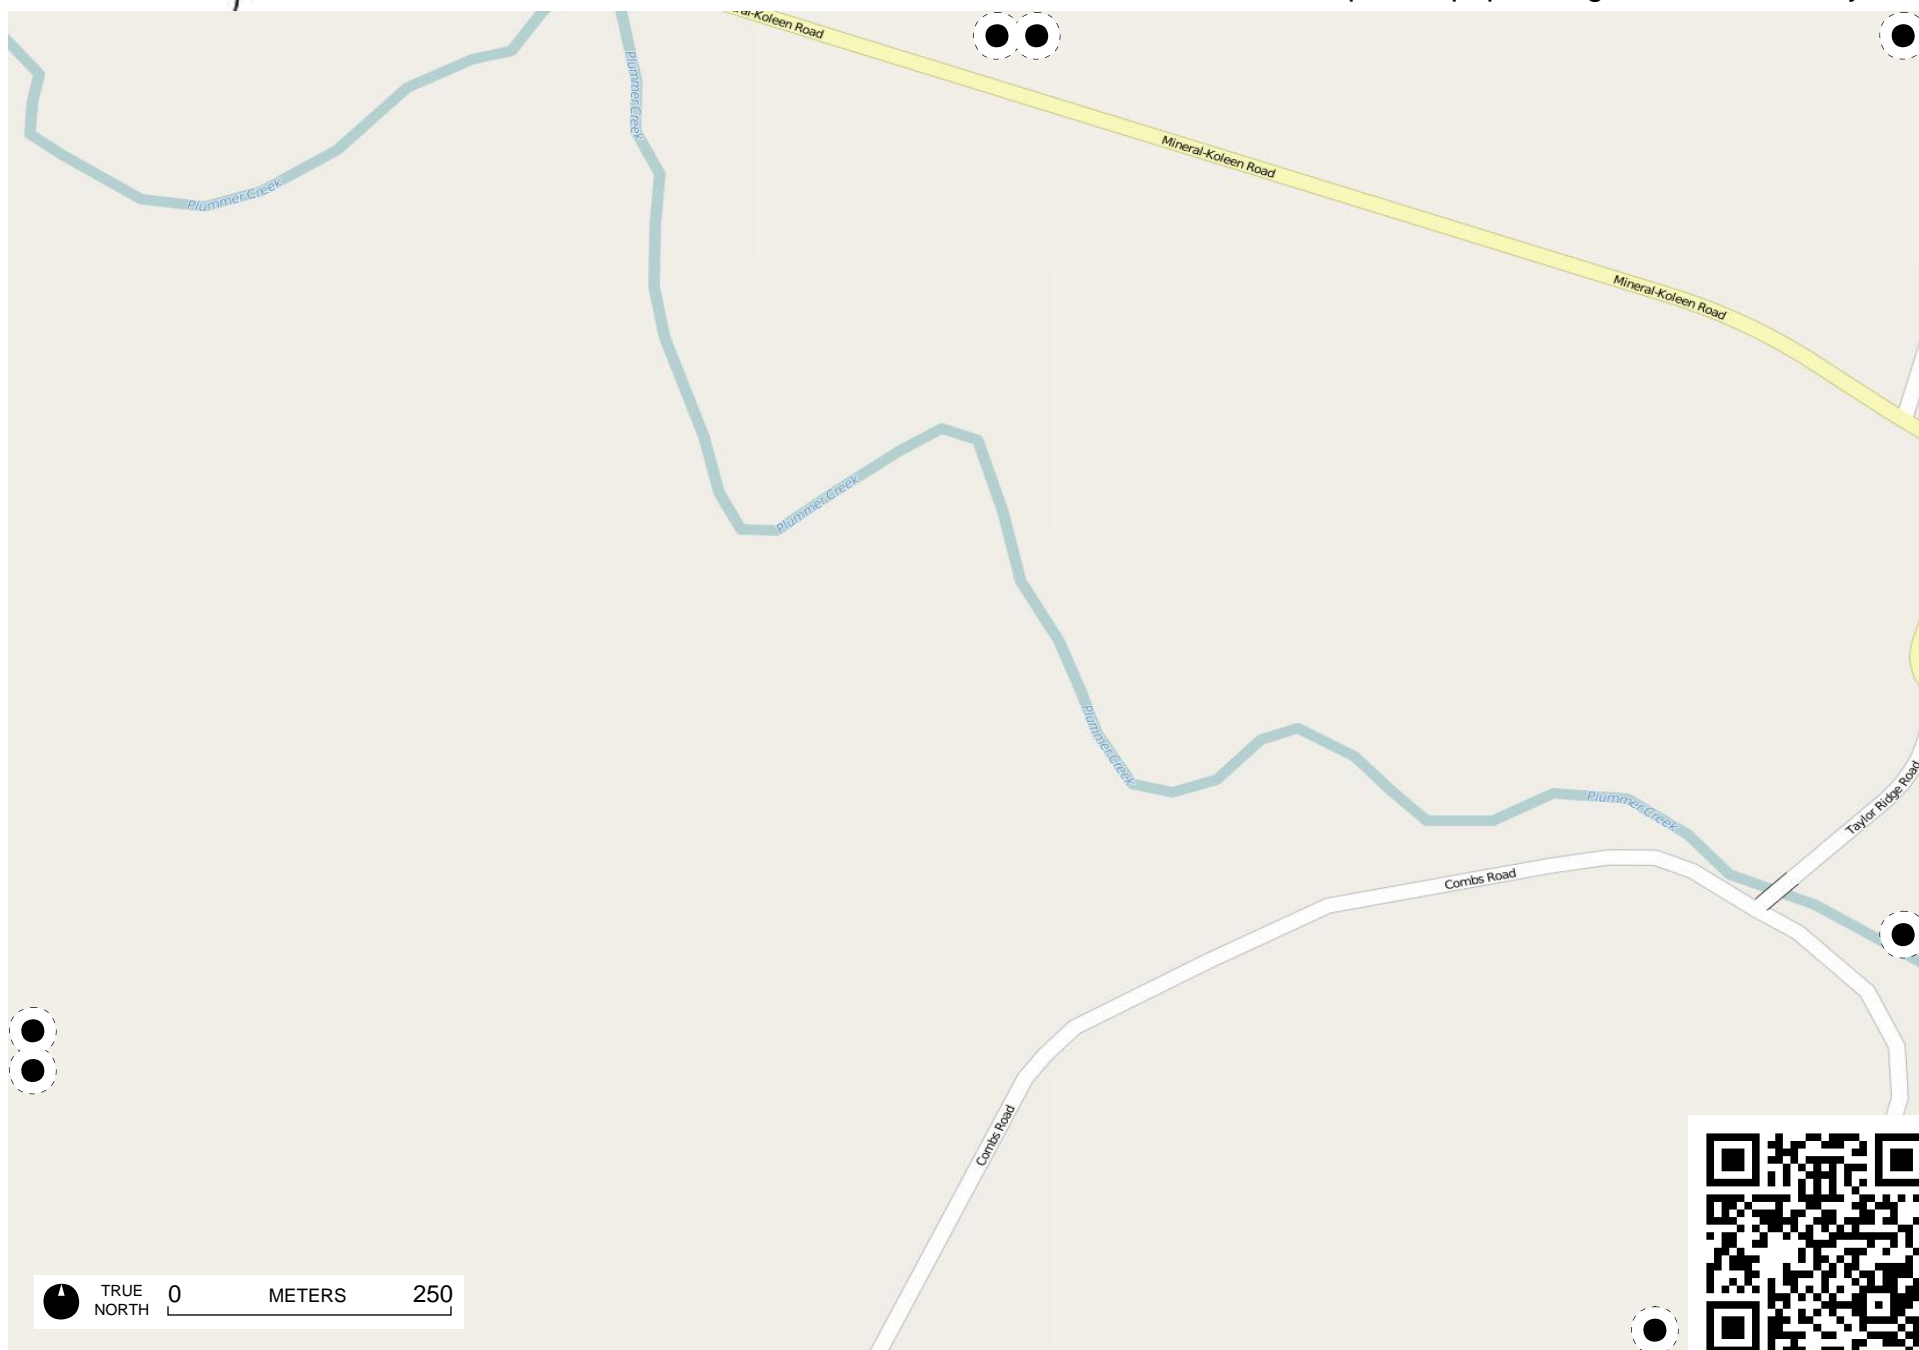 Koleen Road
Plummer Creek
Mineral-Koleen Road
Plummer Creek
Mineral-Koleen Road
Plummer Creek
Plummer Creek
Taylor Ridge Road
Plummer Creek
Combs Road
Combs Road
TRUE
NORTH
0 METERS 250